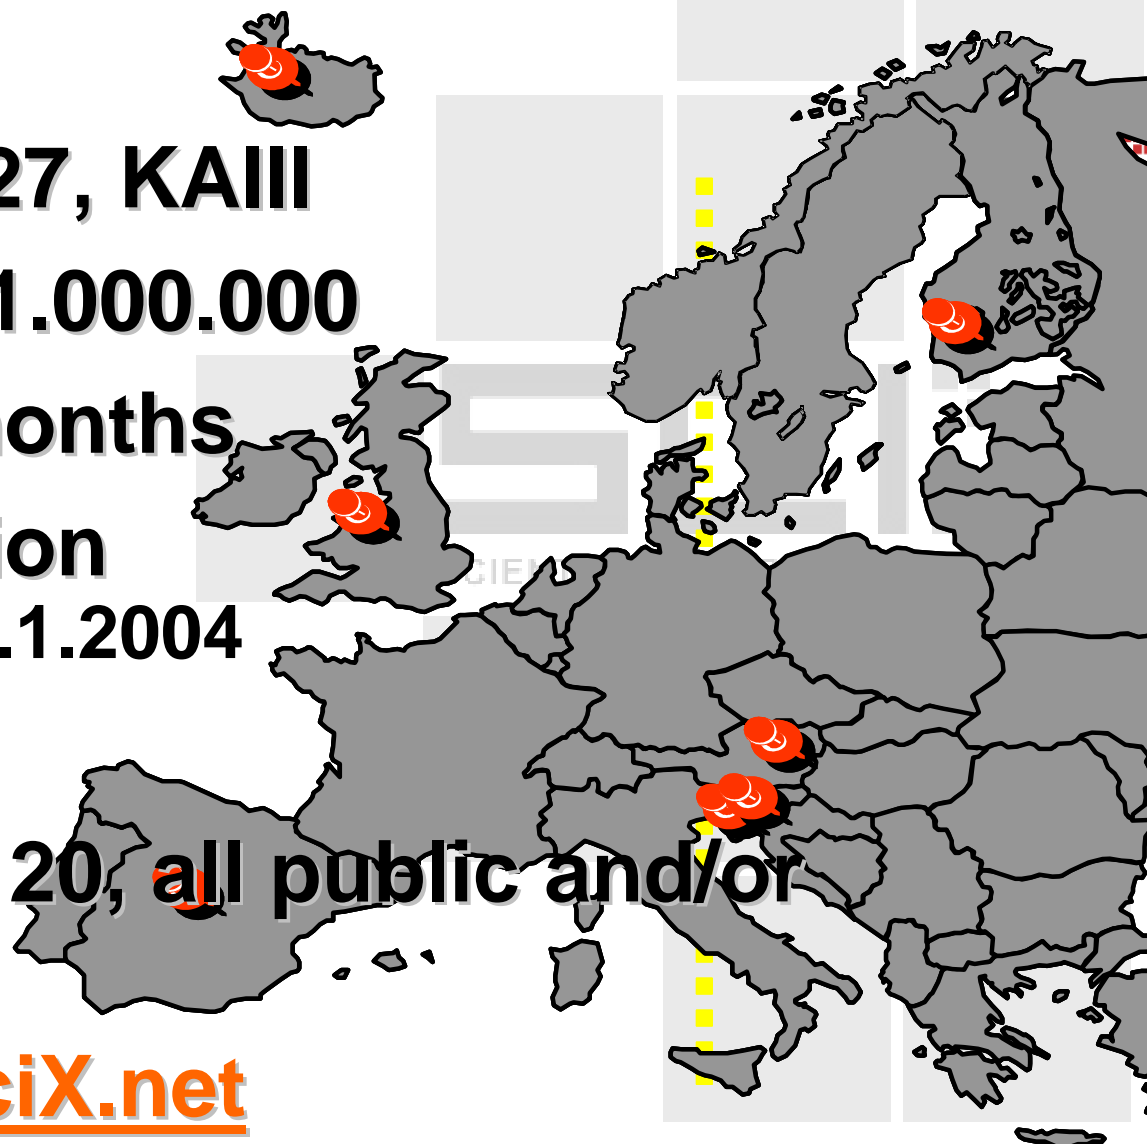 27, KAIII
1.000.000
onths
ion
.1.2004
20, all public and/or
ciX.net